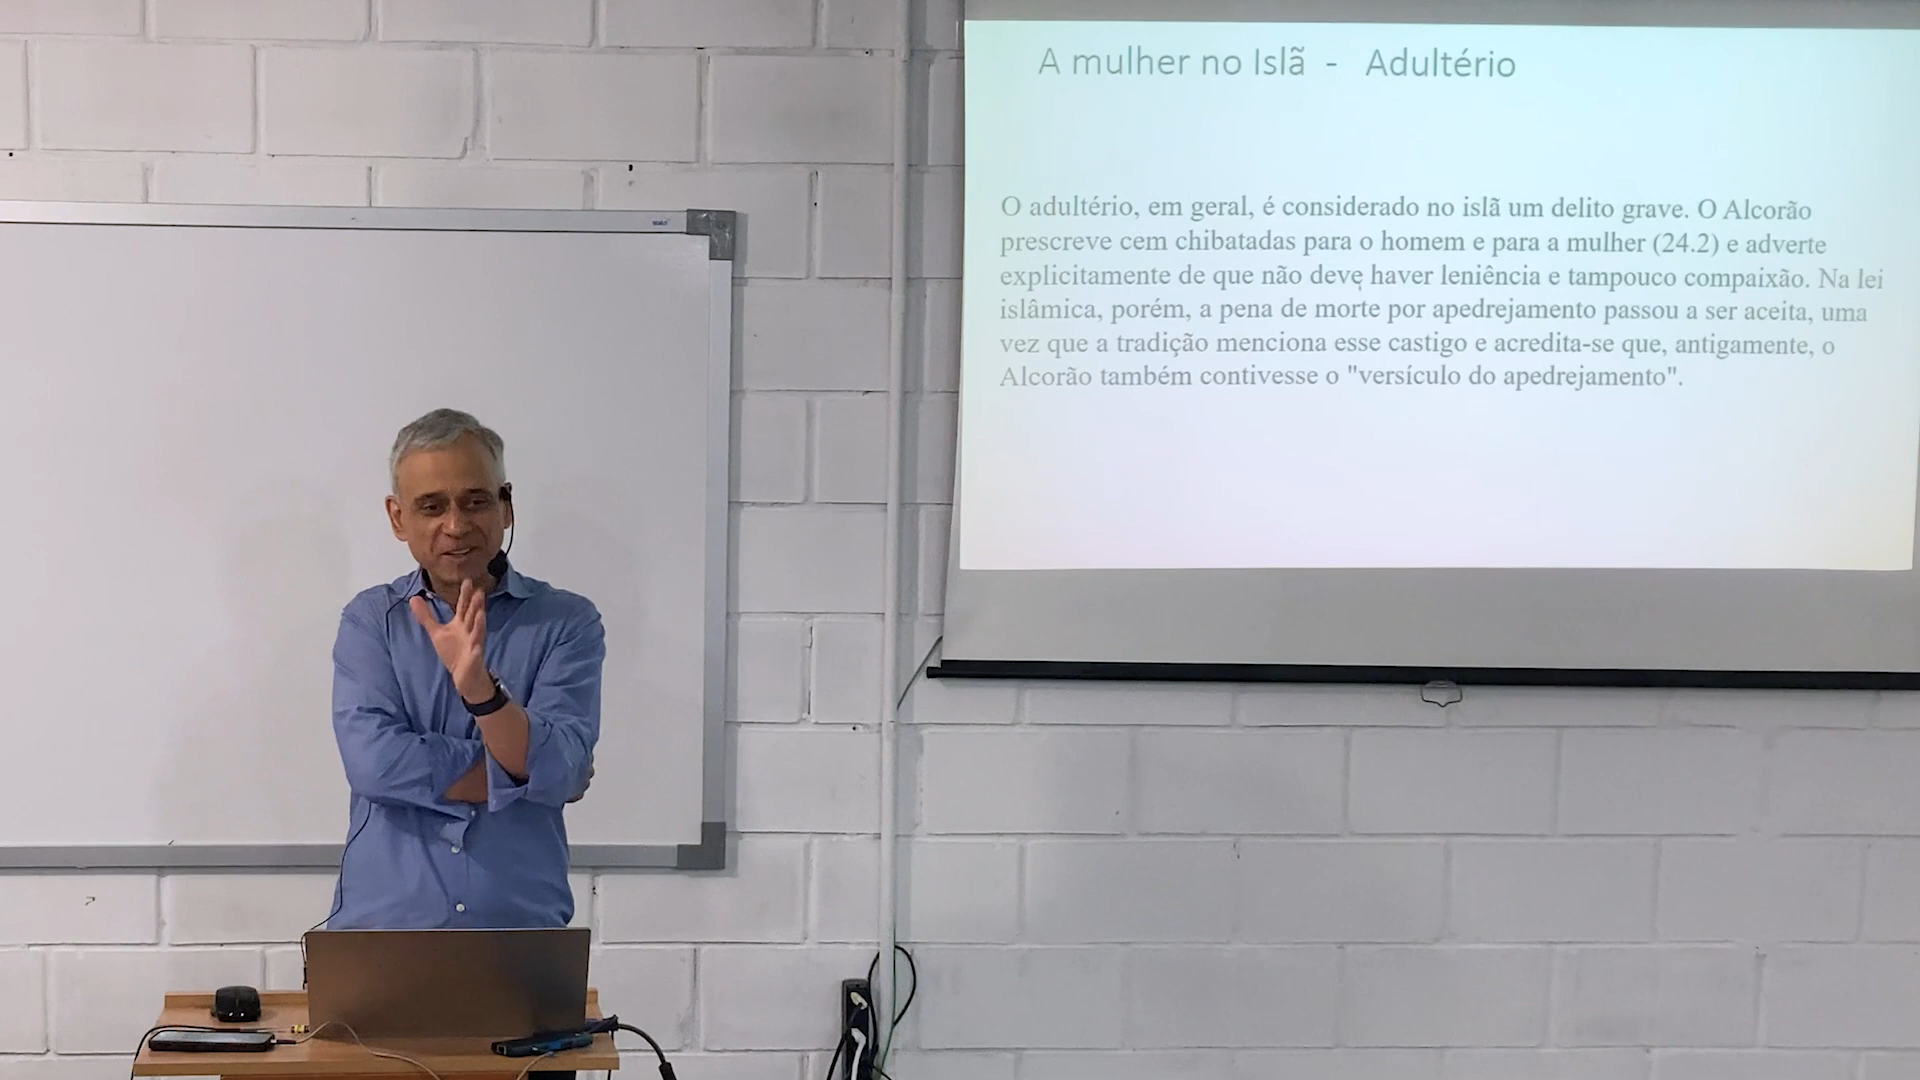 A mulher no Islã - Adultério
O adultério, em geral, é considerado no islã um delito grave. O Alcorão
prescreve cem chibatadas para o homem e para a mulher (24.2) e adverte
explicitamente de que não deve haver leniência e tampouco compaixão. Na lei
islâmica, porém, a pena de morte por apedrejamento passou a ser aceita, uma
vez que a tradição menciona esse castigo e acredita-se que, antigamente, o
Alcorão também contivesse o "versículo do apedrejamento".